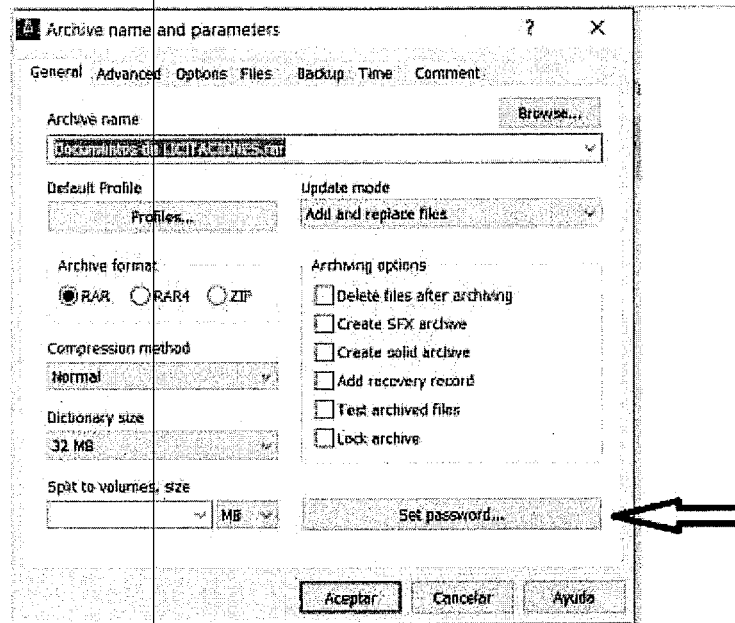 Archive name and parameters ? ×
General Advanced Options Files Backup Time Comment
Archive name Browse...
Documentos de LICITACIONES.rar
Default Profile Update mode
Profiles... Add and replace files
Archive format Archiving options
RAR RAR4 ZIP Delete files after archiving
Create SFX archive
Compression method Create solid archive
Normal Add recovery record
Test archived files
Dictionary size
32 MB Lock archive
Split to volumes, size
MB Set password...
Aceptar Cancelar Ayuda